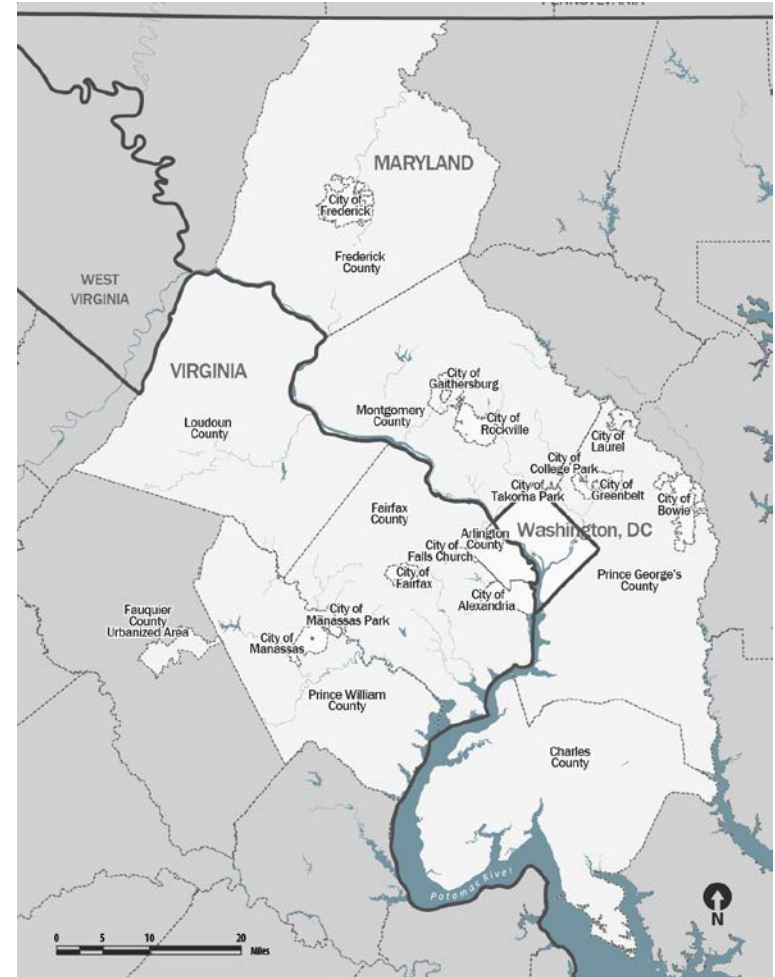 PENNSYLVANIA
MARYLAND
City of
Frederick
Frederick
County
WEST
VIRGINIA
VIRGINIA
Loudoun
County
City of
Gaithersburg
Montgomery
County
City of
Rockville
City of
Laurel
City of
College Park
City of
Takoma Park
City of
Greenbelt
City of
Bowie
Fairfax
County
Arlington
County
Washington, DC
City of
Falls Church
City of
Fairfax
Prince George's
County
City of
Alexandria
Fauquier
County
Urbanized Area
City of
Manassas Park
City of
Manassas
Prince William
County
Charles
County
Potomac River
N
0 5 10 20
Miles